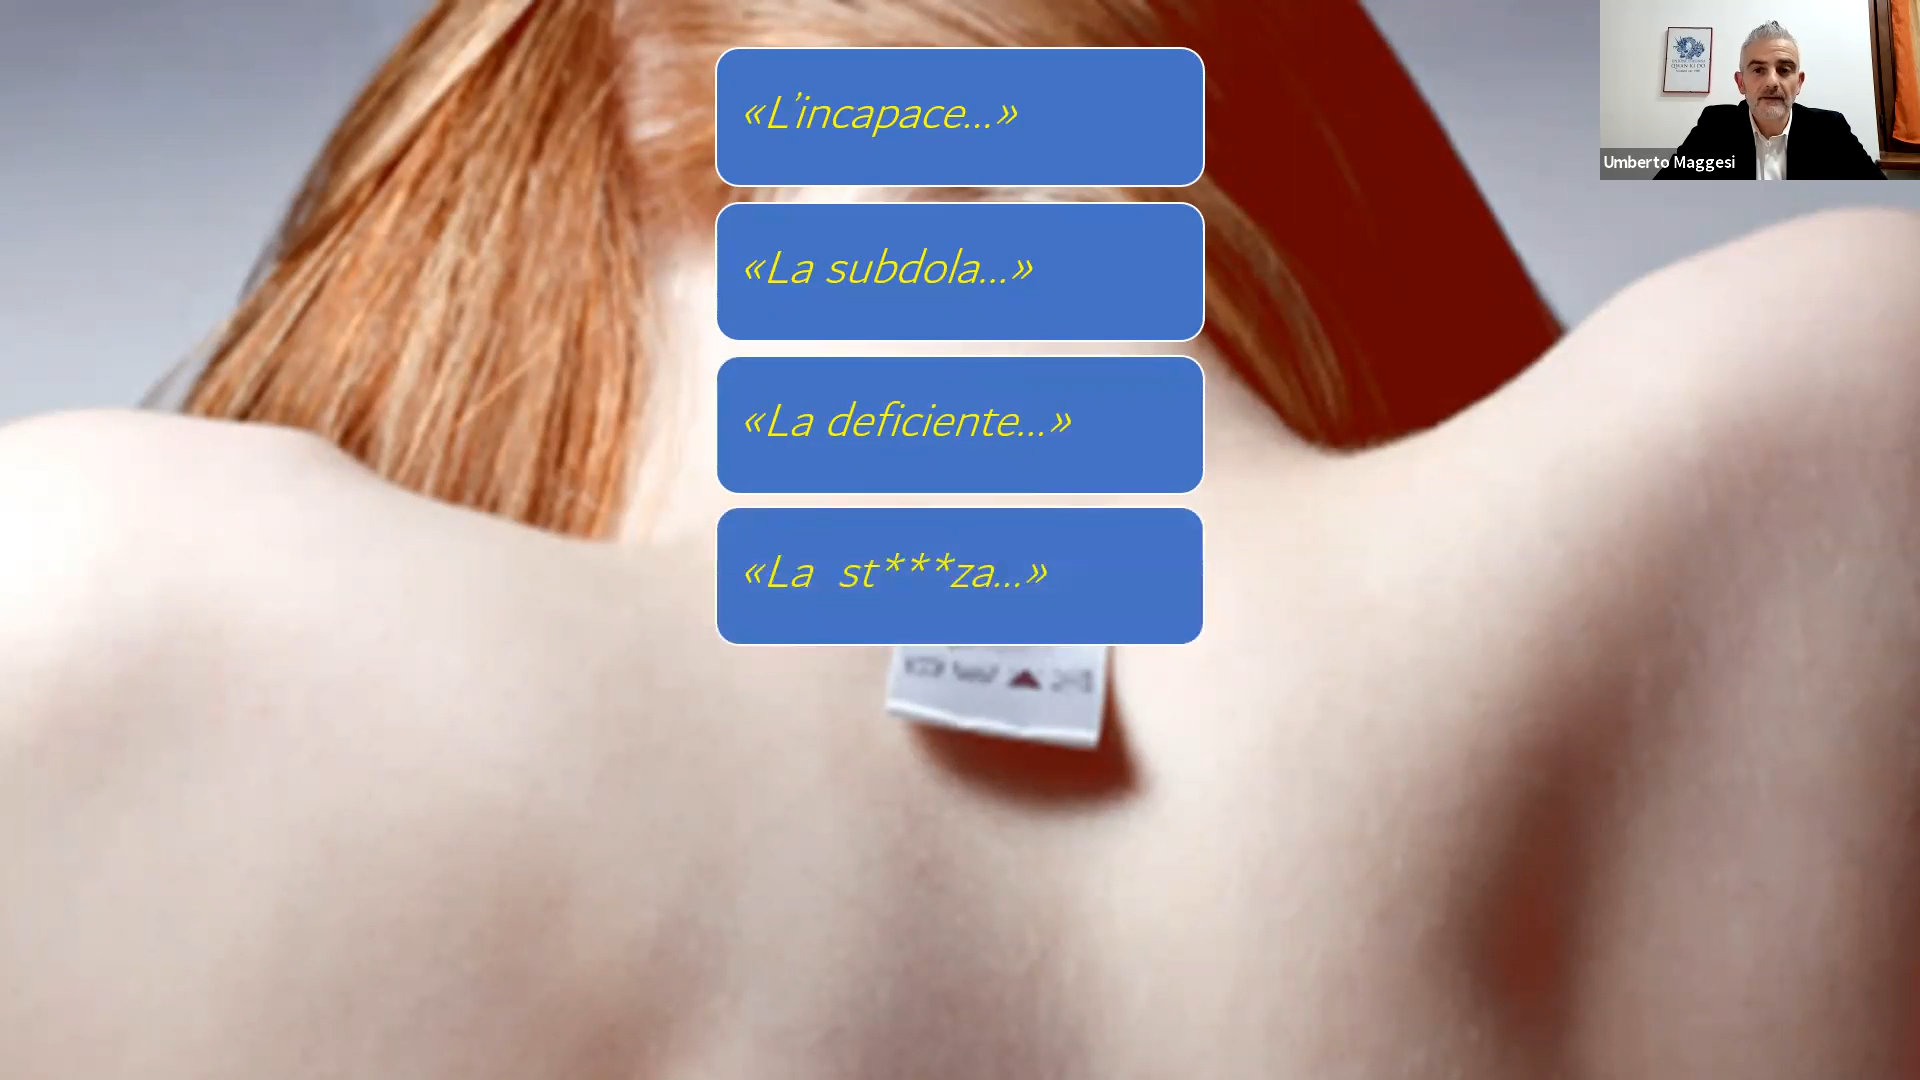 «L’incapace...»
«La subdola...»
«La deficiente...»
«La  st***za...»
Umberto Maggesi